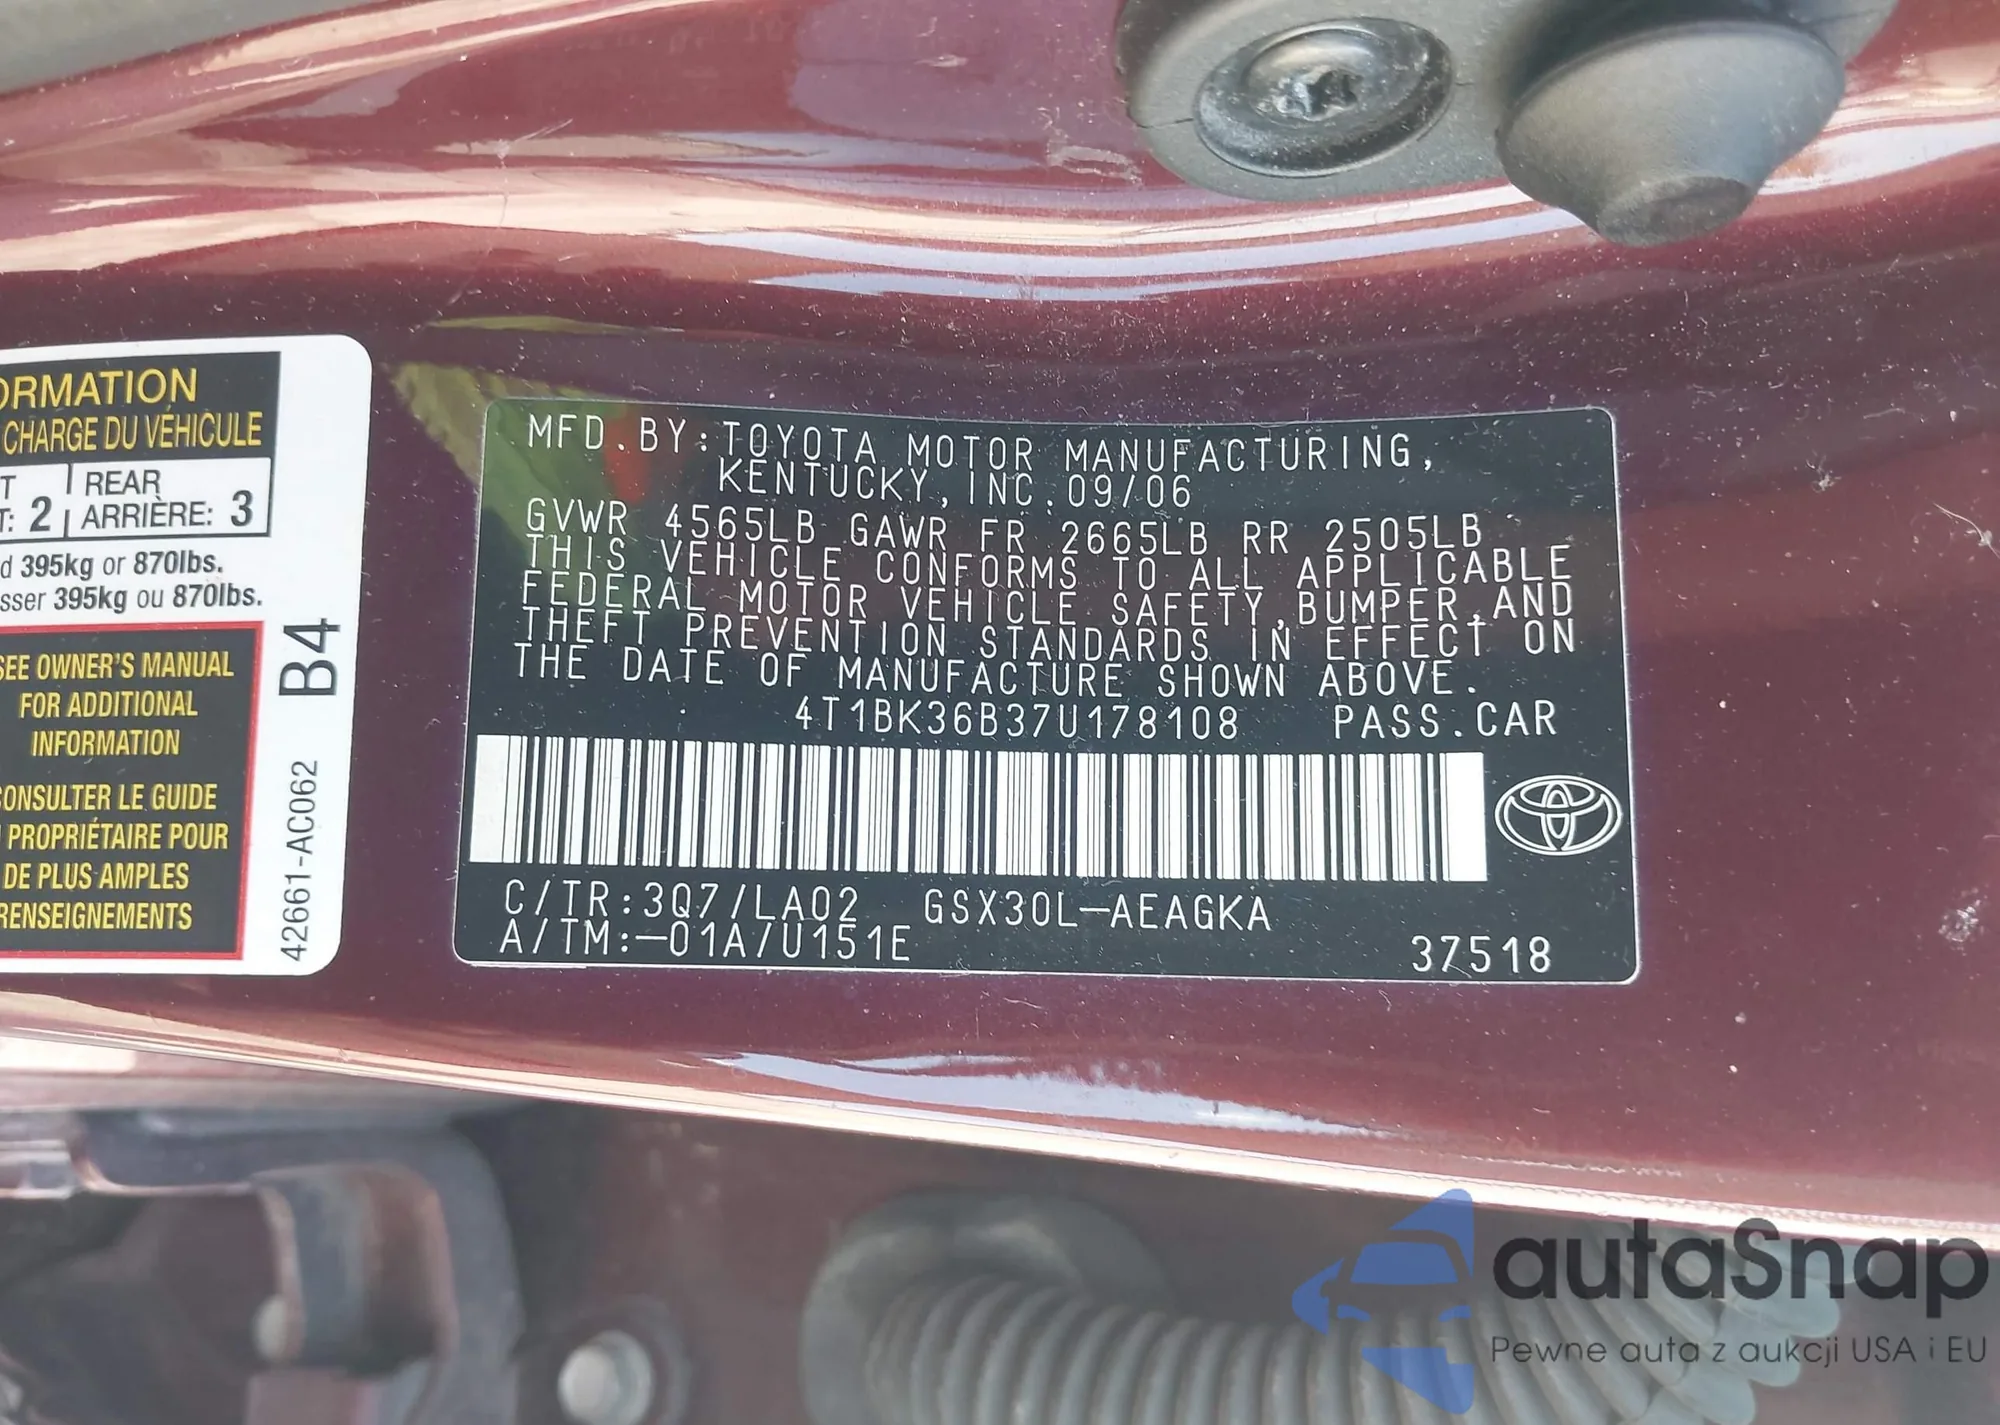 ORMATION
CHARGE DU VÉHICULE
T
REAR
T: 2
ARRIÈRE: 3
d 395kg or 870lbs.
sser 395kg ou 870lbs.
SEE OWNER'S MANUAL
FOR ADDITIONAL
INFORMATION
CONSULTER LE GUIDE
PROPRIÉTAIRE POUR
DE PLUS AMPLES
RENSEIGNEMENTS
B4
42661-AC062
MFD.BY:TOYOTA MOTOR MANUFACTURING,
KENTUCKY,INC.09/06
GVWR 4565LB GAWR FR 2665LB RR 2505LB
THIS VEHICLE CONFORMS TO ALL APPLICABLE
FEDERAL MOTOR VEHICLE SAFETY,BUMPER,AND
THEFT PREVENTION STANDARDS IN EFFECT ON
THE DATE OF MANUFACTURE SHOWN ABOVE.
4T1BK36B37U178108 PASS.CAR
C/TR:3Q7/LA02 GSX30L-AEAGKA
A/TM:-01A/U151E 37518
autaSnap
Pewne auta z aukcji USA i EU